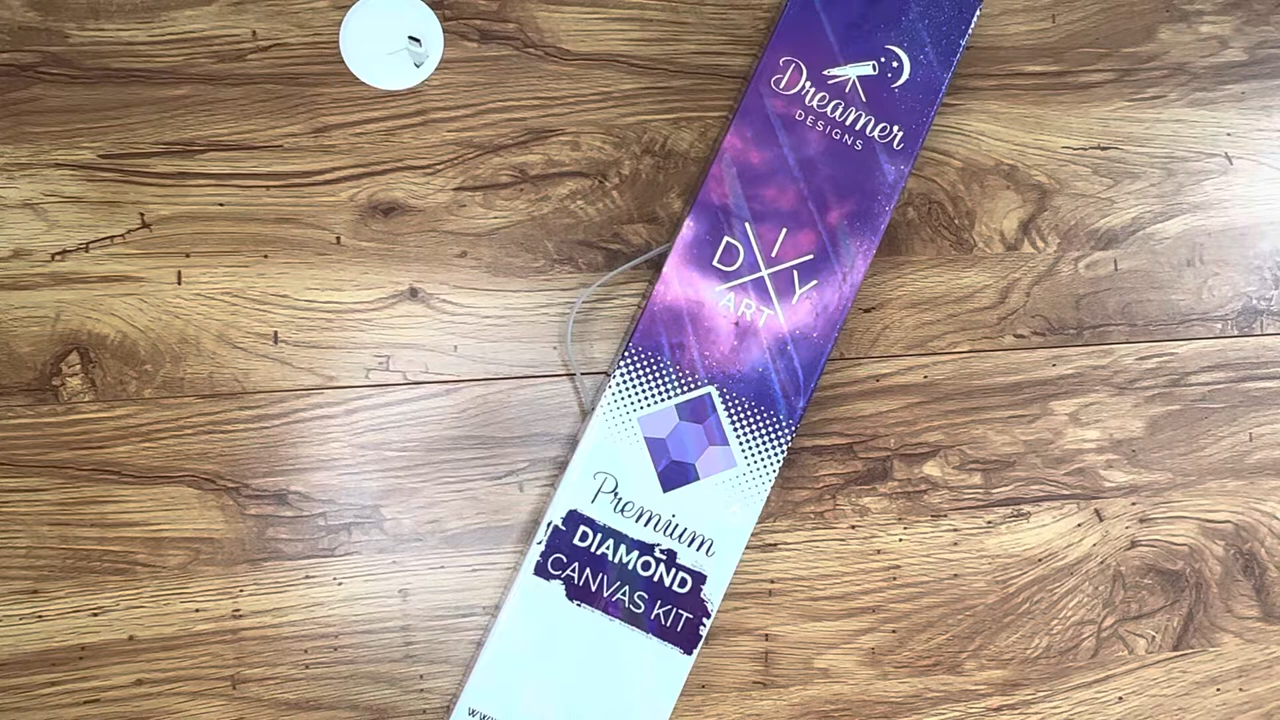 Dreamer
DESIGNS
DIY
ART
Premium
DIAMOND
CANVAS KIT